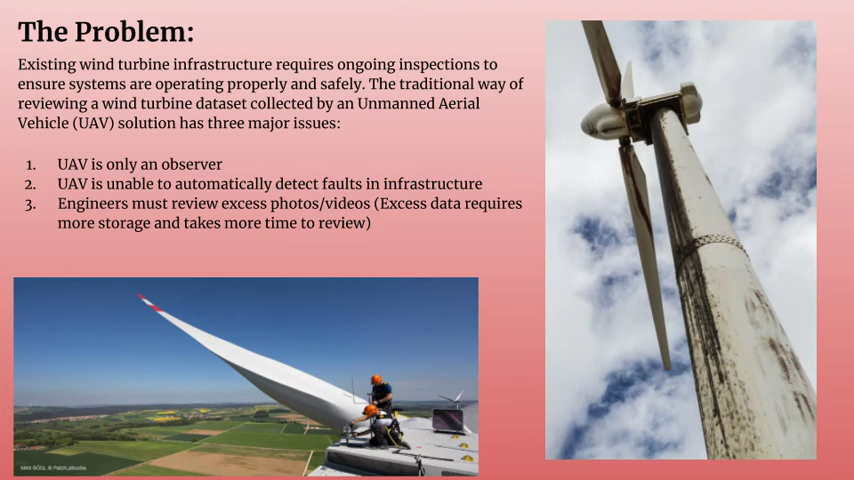 The Problem:
Existing wind turbine infrastructure requires ongoing inspections to
ensure systems are operating properly and safely. The traditional way of
reviewing a wind turbine dataset collected by an Unmanned Aerial
Vehicle (UAV) solution has three major issues:
1. UAV is only an observer
2. UAV is unable to automatically detect faults in infrastructure
3. Engineers must review excess photos/videos (Excess data requires
more storage and takes more time to review)